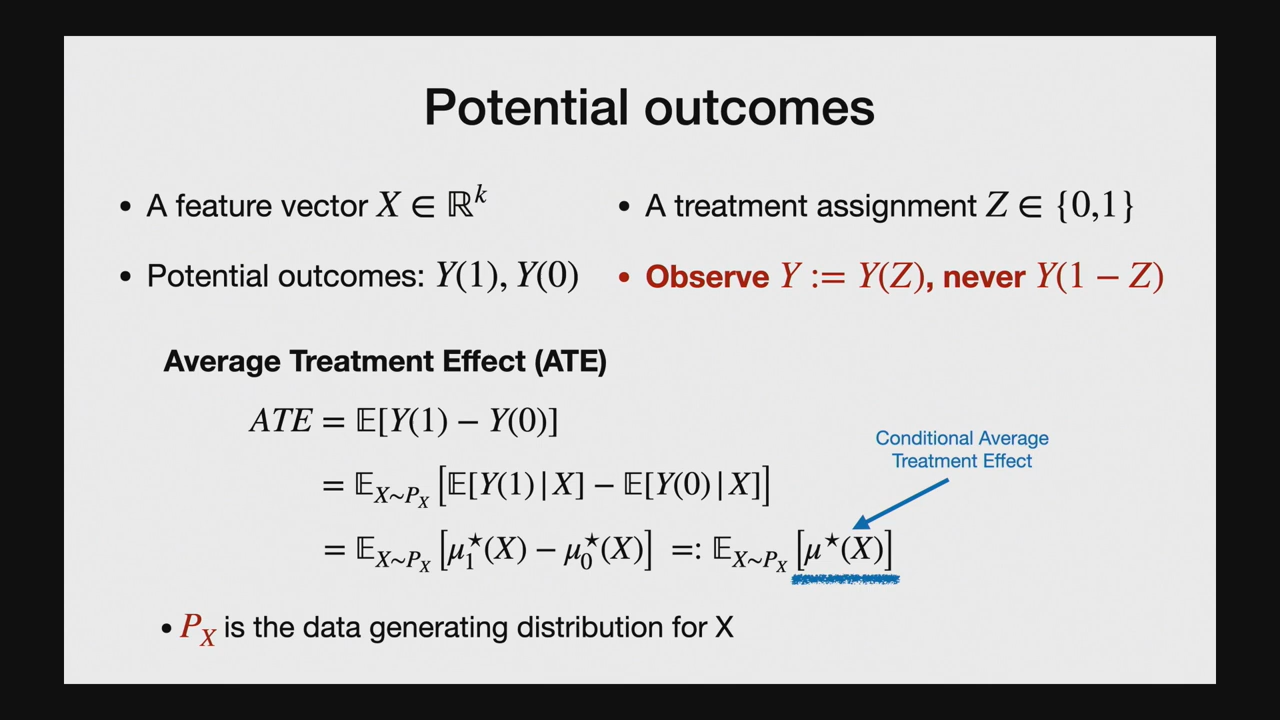 Potential outcomes
• A feature vector X ∈ ℝᵏ
• A treatment assignment Z ∈ {0,1}
• Potential outcomes: Y(1), Y(0)
• Observe Y := Y(Z), never Y(1 − Z)
Average Treatment Effect (ATE)
ATE = 𝔼[Y(1) − Y(0)]
Conditional Average
Treatment Effect
= 𝔼_{X∼P_X} [𝔼[Y(1) | X] − 𝔼[Y(0) | X]]
= 𝔼_{X∼P_X} [μ₁★(X) − μ₀★(X)] =: 𝔼_{X∼P_X} [μ★(X)]
• P_X is the data generating distribution for X